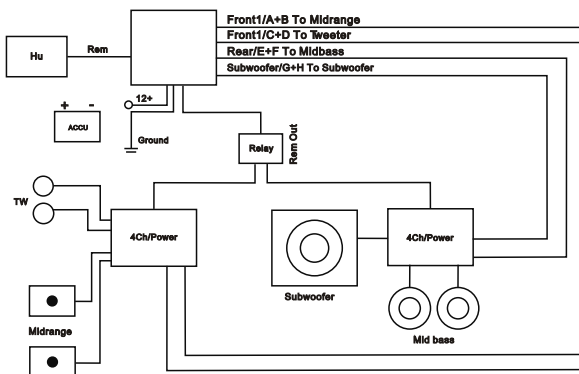 Front1/A+B To Midrange
Front1/C+D To Tweeter
Rear/E+F To Midbass
Subwoofer/G+H To Subwoofer
Hu
Rem
12+
+ -
ACCU
Ground
Relay
Rem Out
TW
4Ch/Power
4Ch/Power
Subwoofer
Midrange
Mid bass